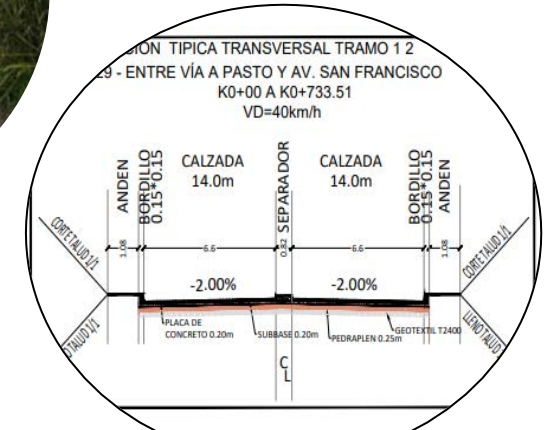 TIPICA TRANSVERSAL TRAMO 1 2
- ENTRE VÍA A PASTO Y AV. SAN FRANCISCO
K0+00 A K0+733.51
VD=40km/h
ANDEN
BORDILLO
0.15*0.15
CALZADA
14.0m
SEPARADOR
CALZADA
14.0m
BORDILLO
0.15*0.15
ANDEN
CORTE TALUD 1/1
1.08
6.6
0.82
6.6
1.08
CORTE TALUD 1/1
-2.00%
-2.00%
TALUD 1/1
PLACA DE
CONCRETO 0.20m
SUBBASE 0.20m
PEDRAPLEN 0.25m
GEOTEXTIL T2400
LLENO TALUD
CL